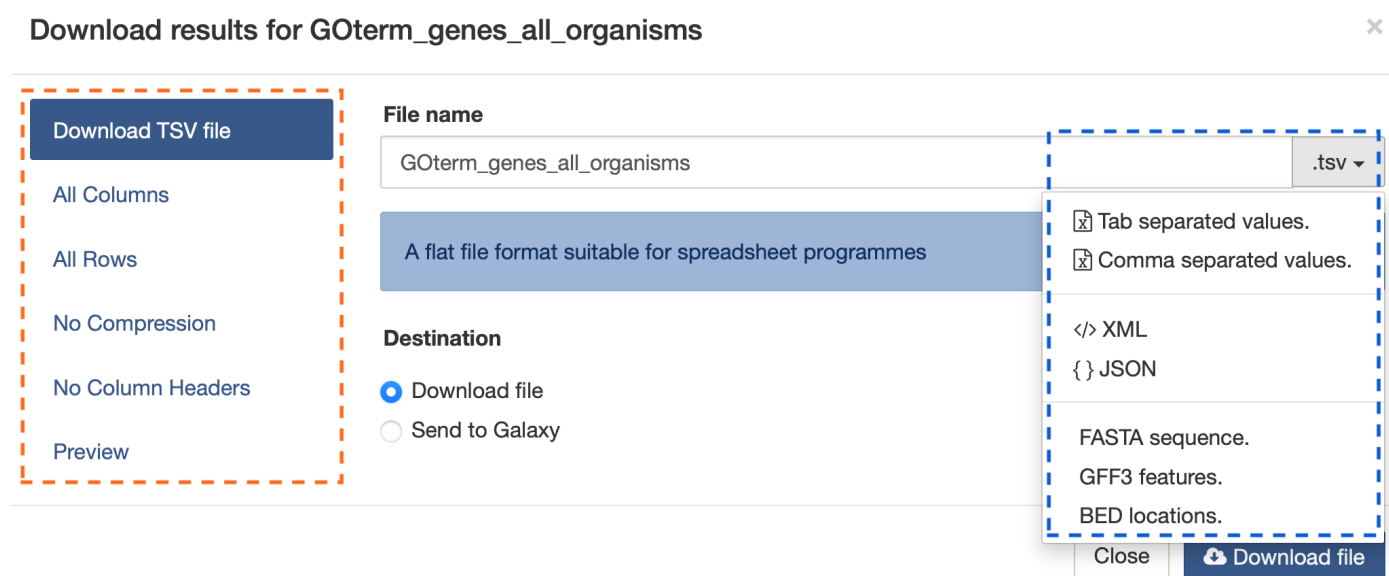 Download results for GOterm_genes_all_organisms
×
Download TSV file
All Columns
All Rows
No Compression
No Column Headers
Preview
File name
GOterm_genes_all_organisms
.tsv
A flat file format suitable for spreadsheet programmes
Destination
Download file
Send to Galaxy
Tab separated values.
Comma separated values.
</> XML
{ } JSON
FASTA sequence.
GFF3 features.
BED locations.
Close
Download file